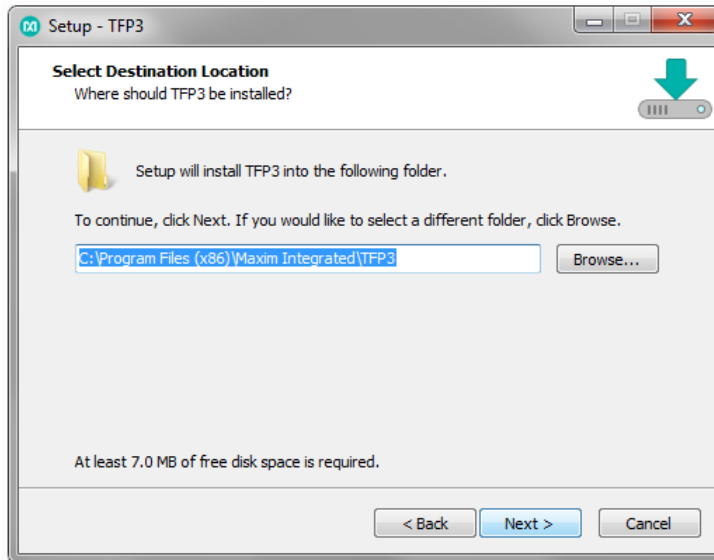 Setup - TFP3
Select Destination Location
Where should TFP3 be installed?
Setup will install TFP3 into the following folder.
To continue, click Next. If you would like to select a different folder, click Browse.
C:\Program Files (x86)\Maxim Integrated\TFP3
Browse...
At least 7.0 MB of free disk space is required.
< Back
Next >
Cancel